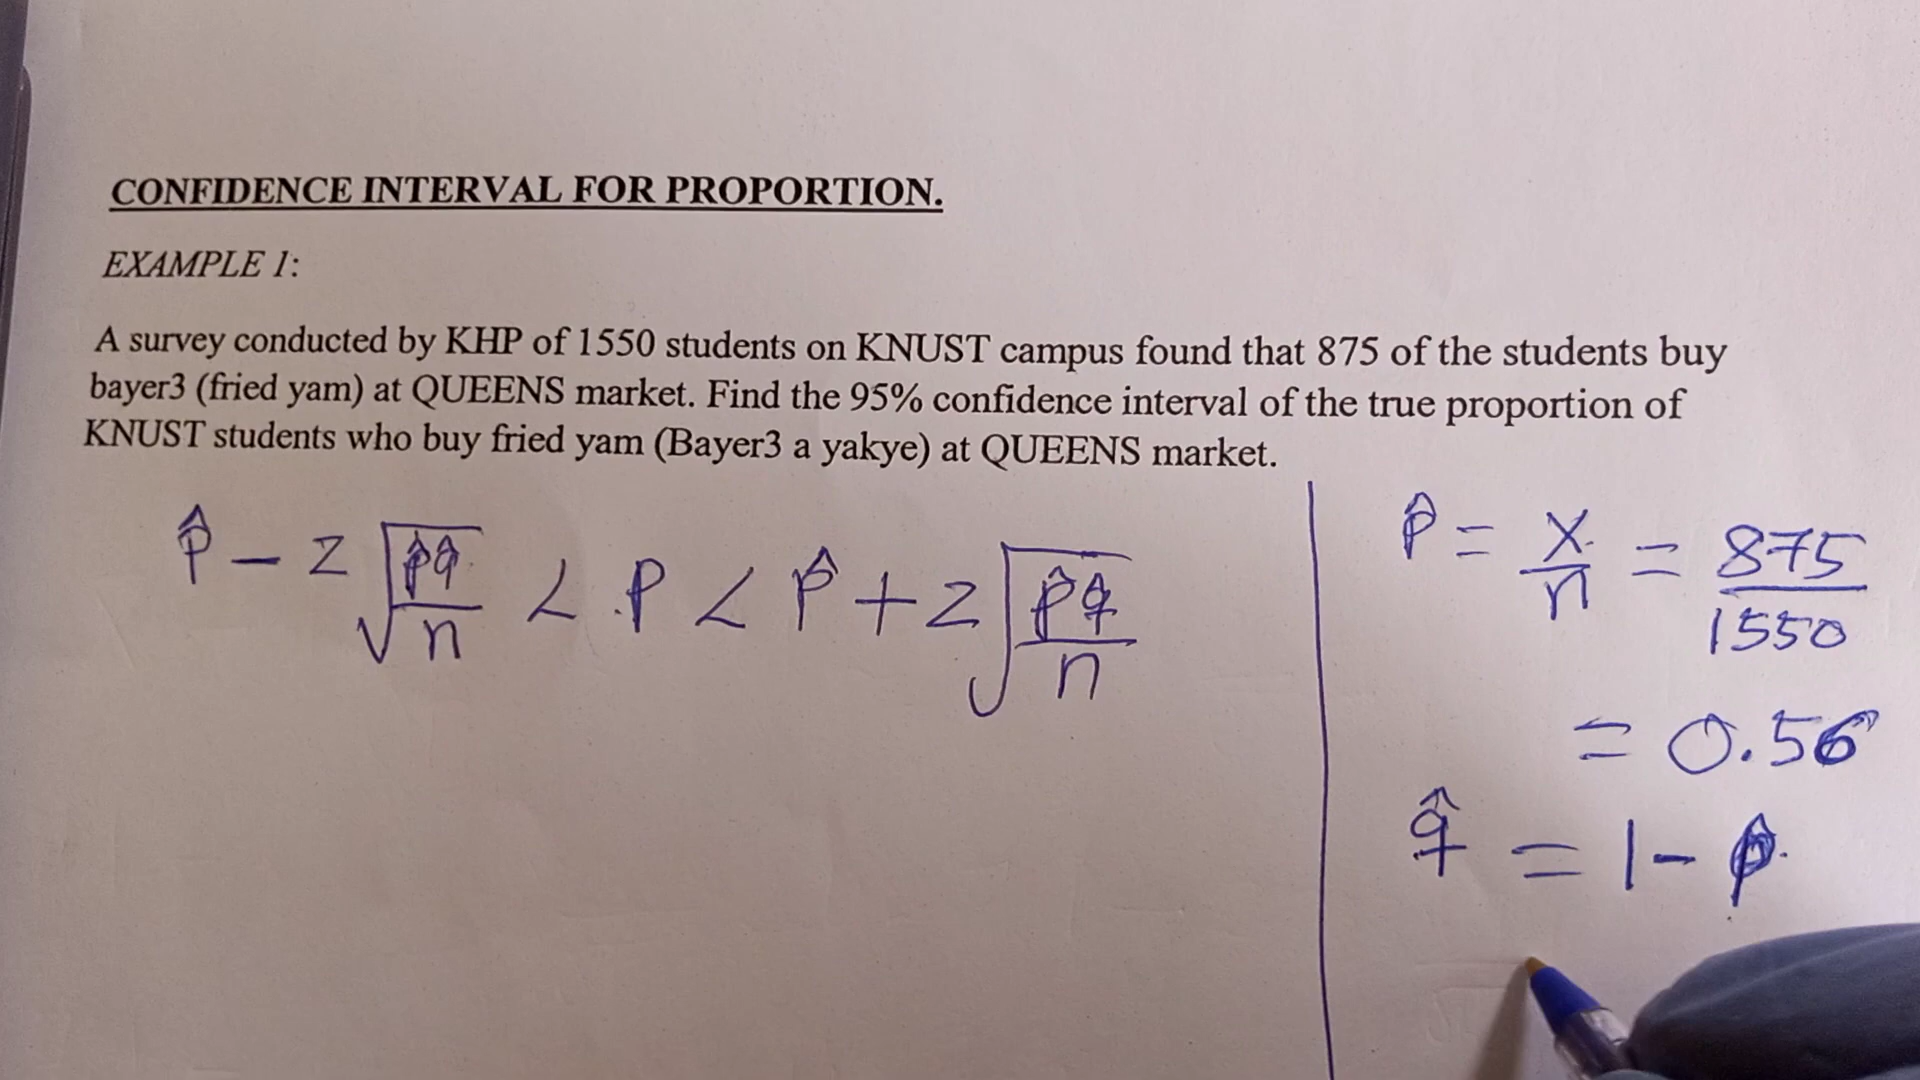 CONFIDENCE INTERVAL FOR PROPORTION.
EXAMPLE 1:
A survey conducted by KHP of 1550 students on KNUST campus found that 875 of the students buy
bayer3 (fried yam) at QUEENS market. Find the 95% confidence interval of the true proportion of
KNUST students who buy fried yam (Bayer3 a yakye) at QUEENS market.
p̂ - z √(p̂q̂/n) < p < p̂ + z √(p̂q̂/n)
p̂ = x/n = 875/1550
= 0.56
q̂ = 1 - p̂